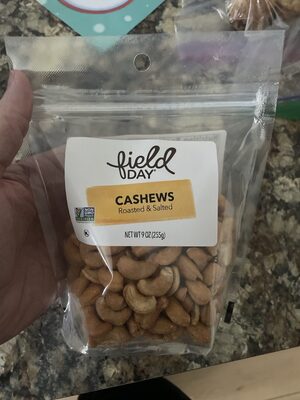 field
DAY
CASHEWS
Roasted & Salted
NET WT 9 OZ (255g)